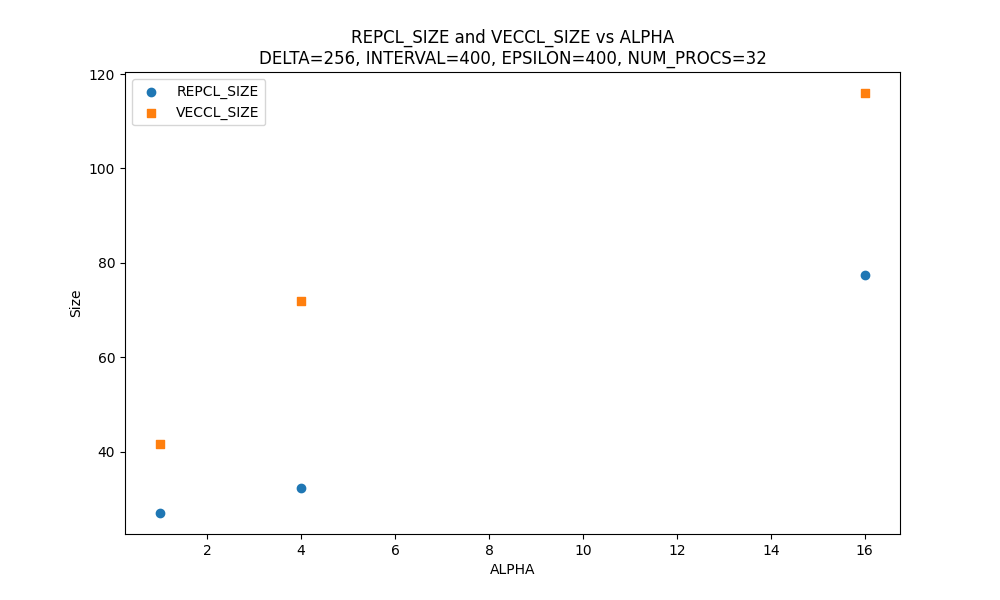 REPCL_SIZE and VECCL_SIZE vs ALPHA
DELTA=256, INTERVAL=400, EPSILON=400, NUM_PROCS=32
REPCL_SIZE
VECCL_SIZE
120
100
80
60
40
Size
2 4 6 8 10 12 14 16
ALPHA